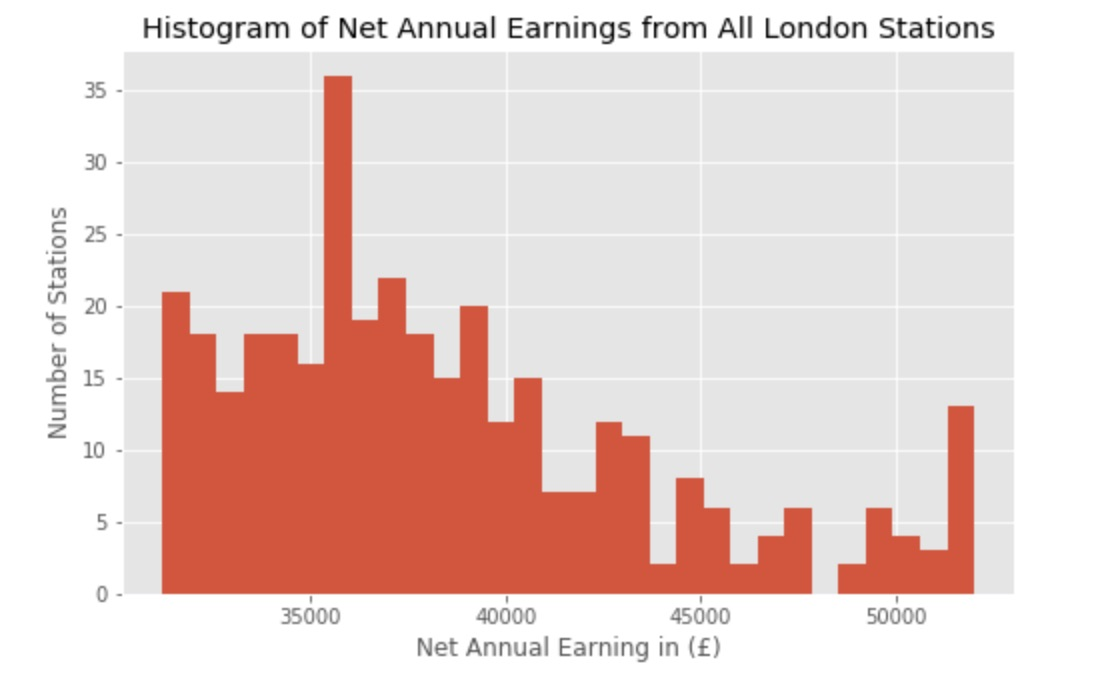 Histogram of Net Annual Earnings from All London Stations
35
30
25
20
15
10
5
0
Number of Stations
35000 40000 45000 50000
Net Annual Earning in (£)